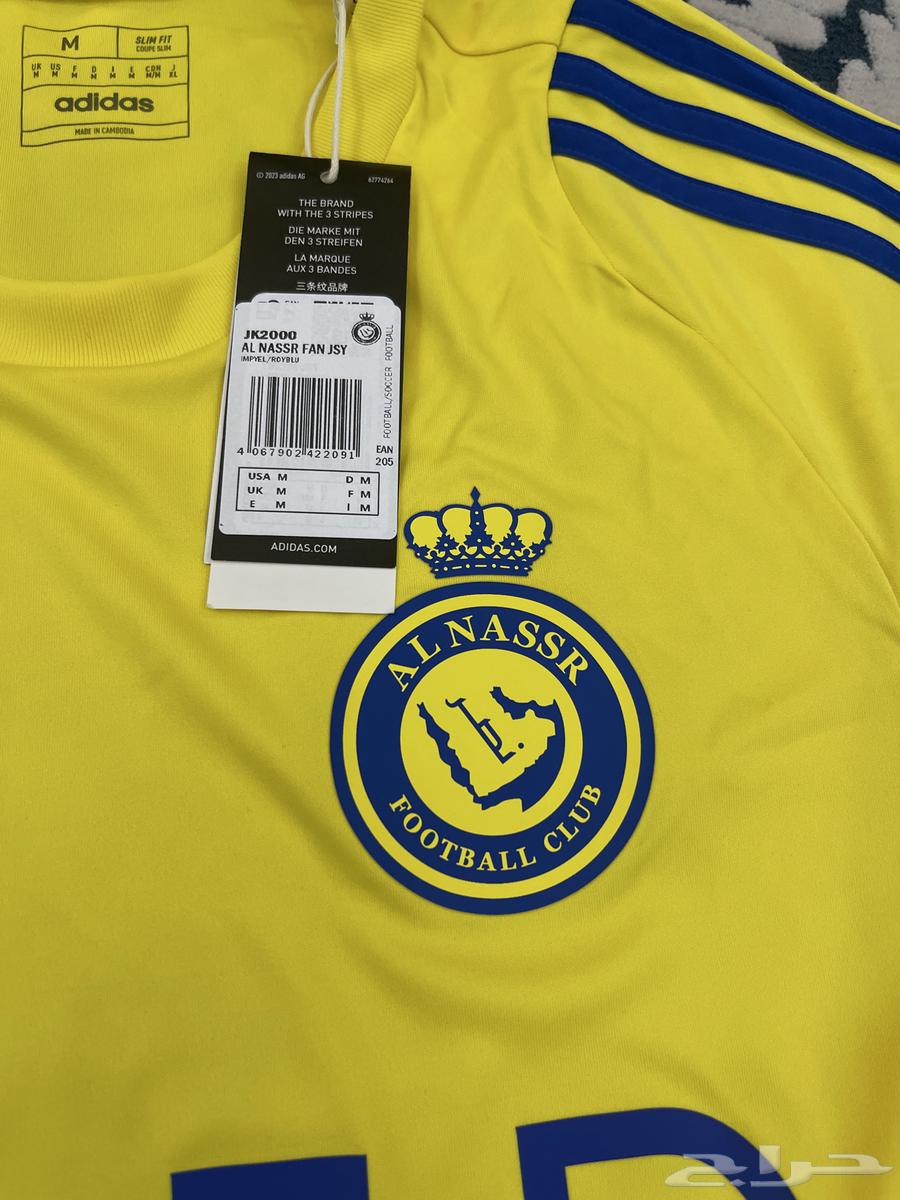 M
SLIM FIT
COUPE SLIM
UK US F D I E CDN J
M M M M M M M/M XL
adidas
MADE IN CAMBODIA
© 2023 adidas AG 62774264
THE BRAND
WITH THE 3 STRIPES
DIE MARKE MIT
DEN 3 STREIFEN
LA MARQUE
AUX 3 BANDES
三条纹品牌
JK2000
AL NASSR FAN JSY
IMPYEL/ROYBLU
FOOTBALL/SOCCER FOOTBALL
4 067902 422091
EAN
205
USA M D M
UK M F M
E M I M
ADIDAS.COM
AL NASSR
FOOTBALL CLUB
حراج